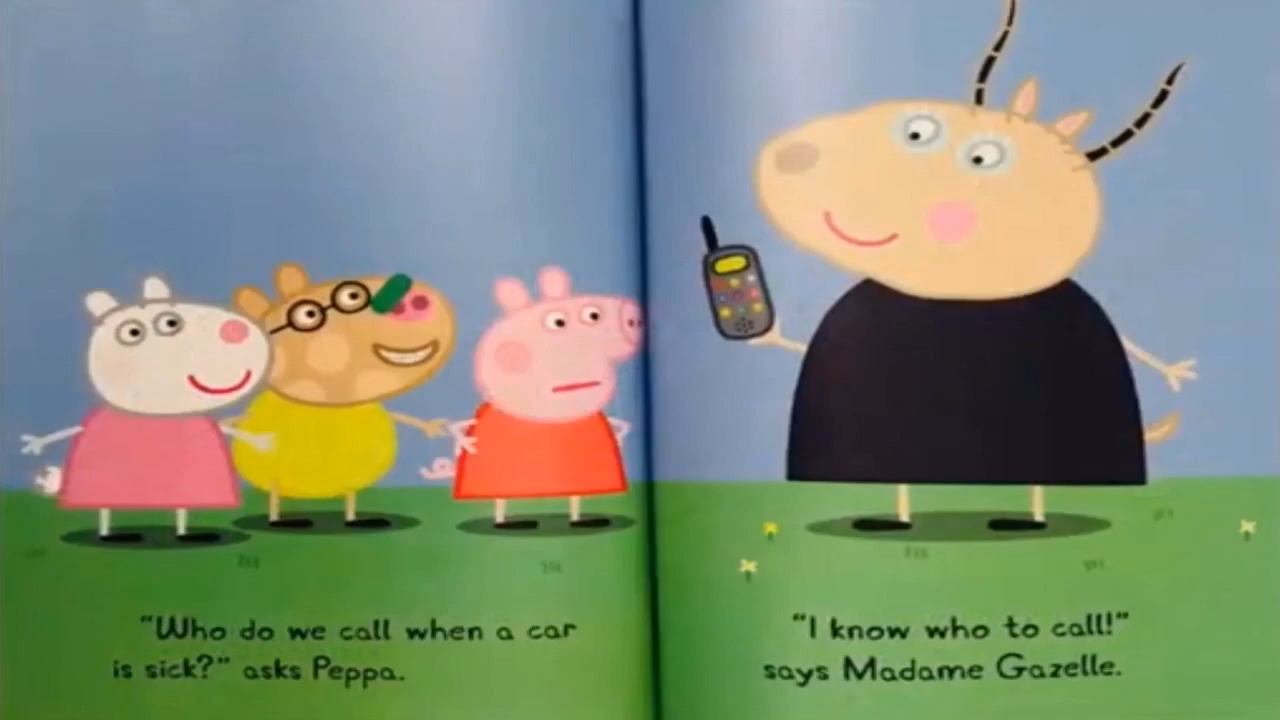 “Who do we call when a car
is sick?” asks Peppa.
“I know who to call!”
says Madame Gazelle.